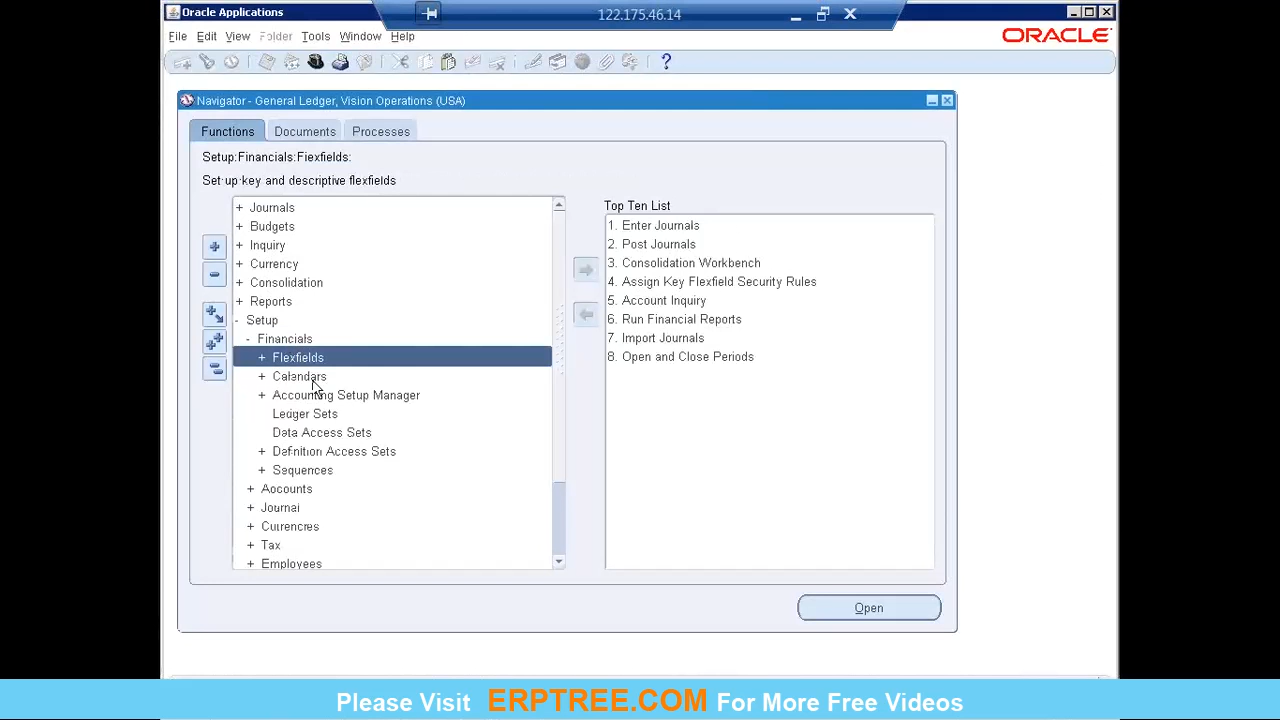 Oracle Applications
122.175.46.14
File Edit View Folder Tools Window Help
ORACLE
Navigator - General Ledger, Vision Operations (USA)
Functions Documents Processes
Setup:Financials:Flexfields:
Set up key and descriptive flexfields
+ Journals
+ Budgets
+ Inquiry
+ Currency
+ Consolidation
+ Reports
- Setup
- Financials
+ Flexfields
+ Calendars
+ Accounting Setup Manager
Ledger Sets
Data Access Sets
+ Definition Access Sets
+ Sequences
+ Accounts
+ Journal
+ Currencies
+ Tax
+ Employees
Top Ten List
1. Enter Journals
2. Post Journals
3. Consolidation Workbench
4. Assign Key Flexfield Security Rules
5. Account Inquiry
6. Run Financial Reports
7. Import Journals
8. Open and Close Periods
Open
Please Visit ERPTREE.COM For More Free Videos